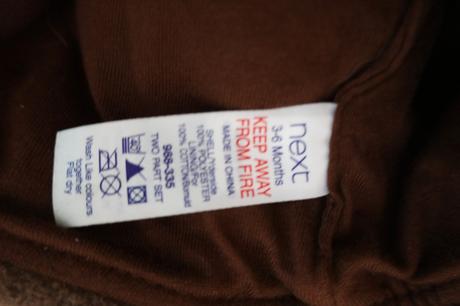 next
3-6 Months
KEEP AWAY
FROM FIRE
MADE IN CHINA
100% POLYESTER
968-335
TWO PART SET
Wash Like colours
together
Flat dry